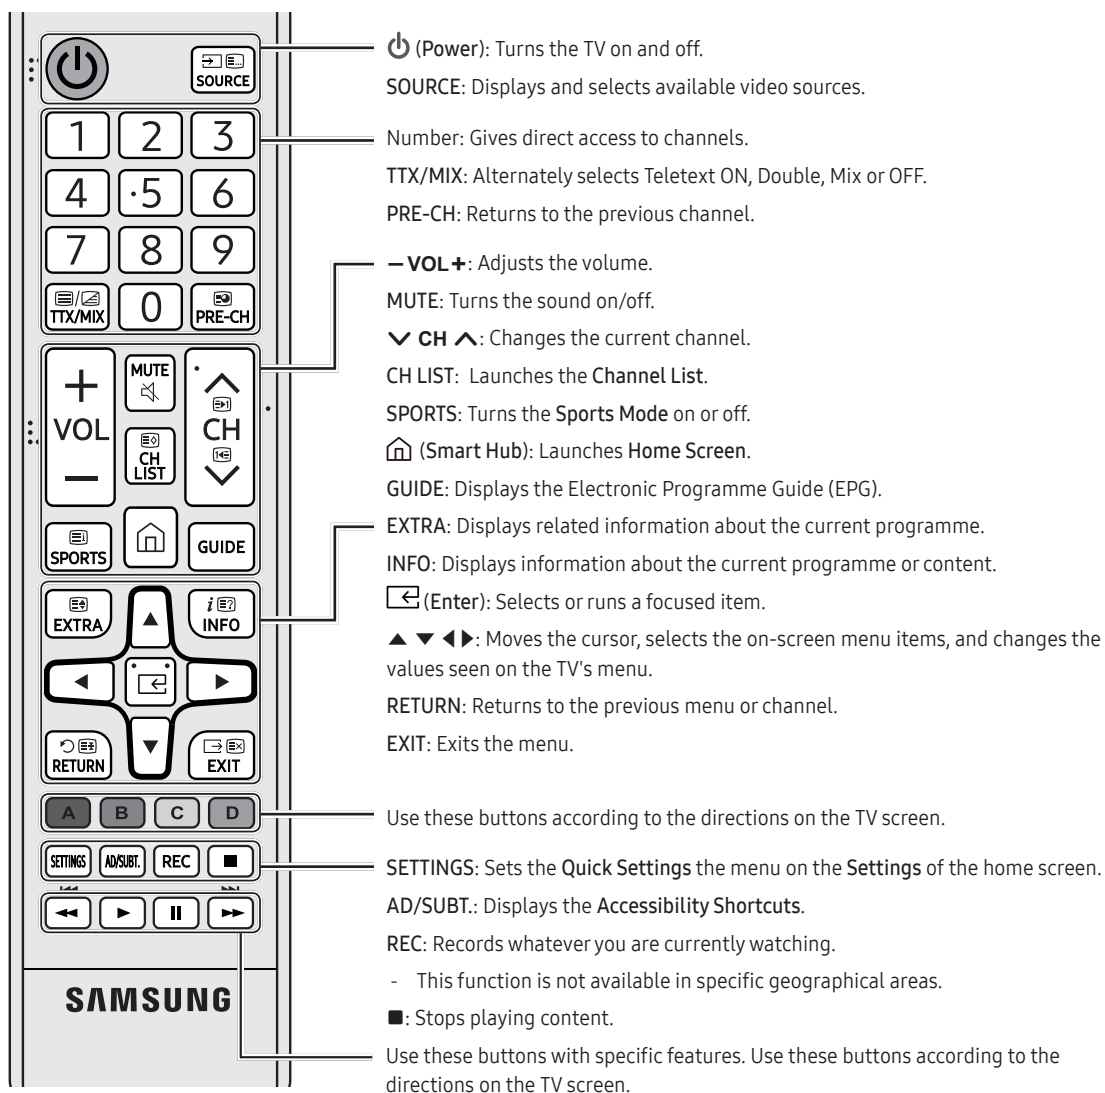 SOURCE
1 2 3
4 ·5 6
7 8 9
TTX/MIX 0 PRE-CH
+ VOL –
MUTE
CH LIST
CH
SPORTS
GUIDE
EXTRA
INFO
RETURN
EXIT
A B C D
SETTINGS AD/SUBT. REC
SAMSUNG
(Power): Turns the TV on and off.
SOURCE: Displays and selects available video sources.
Number: Gives direct access to channels.
TTX/MIX: Alternately selects Teletext ON, Double, Mix or OFF.
PRE-CH: Returns to the previous channel.
– VOL +: Adjusts the volume.
MUTE: Turns the sound on/off.
CH : Changes the current channel.
CH LIST: Launches the Channel List.
SPORTS: Turns the Sports Mode on or off.
(Smart Hub): Launches Home Screen.
GUIDE: Displays the Electronic Programme Guide (EPG).
EXTRA: Displays related information about the current programme.
INFO: Displays information about the current programme or content.
(Enter): Selects or runs a focused item.
▲ ▼ ◀ ▶: Moves the cursor, selects the on-screen menu items, and changes the
values seen on the TV's menu.
RETURN: Returns to the previous menu or channel.
EXIT: Exits the menu.
Use these buttons according to the directions on the TV screen.
SETTINGS: Sets the Quick Settings the menu on the Settings of the home screen.
AD/SUBT.: Displays the Accessibility Shortcuts.
REC: Records whatever you are currently watching.
- This function is not available in specific geographical areas.
■: Stops playing content.
Use these buttons with specific features. Use these buttons according to the
directions on the TV screen.